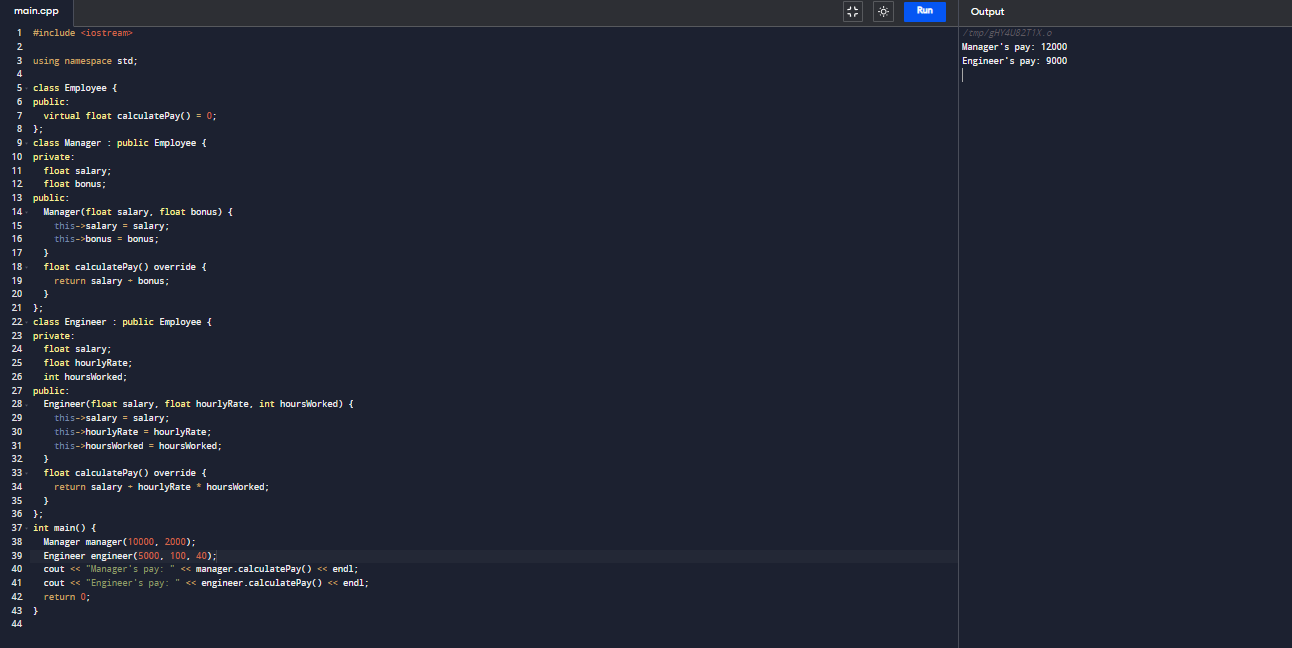 main.cpp
Run
Output
1 #include <iostream>
2
3 using namespace std;
4
5 class Employee {
6 public:
7   virtual float calculatePay() = 0;
8 };
9 class Manager : public Employee {
10 private:
11   float salary;
12   float bonus;
13 public:
14   Manager(float salary, float bonus) {
15     this->salary = salary;
16     this->bonus = bonus;
17   }
18   float calculatePay() override {
19     return salary + bonus;
20   }
21 };
22 class Engineer : public Employee {
23 private:
24   float salary;
25   float hourlyRate;
26   int hoursWorked;
27 public:
28   Engineer(float salary, float hourlyRate, int hoursWorked) {
29     this->salary = salary;
30     this->hourlyRate = hourlyRate;
31     this->hoursWorked = hoursWorked;
32   }
33   float calculatePay() override {
34     return salary + hourlyRate * hoursWorked;
35   }
36 };
37 int main() {
38   Manager manager(10000, 2000);
39   Engineer engineer(5000, 100, 40);
40   cout << "Manager's pay: " << manager.calculatePay() << endl;
41   cout << "Engineer's pay: " << engineer.calculatePay() << endl;
42   return 0;
43 }
44
/tmp/gHY4U8ZT1X.o
Manager's pay: 12000
Engineer's pay: 9000